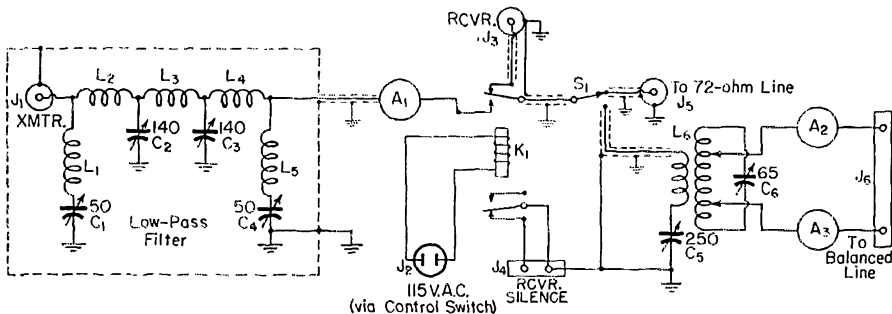 RCVR.
J3
L2
L3
L4
J1
XMTR.
A1
S1
To 72-ohm Line
J5
140
C2
140
C3
L1
L5
K1
L6
A2
65
C6
J6
50
C1
50
C4
Low-Pass
Filter
J2
115 V.A.C.
(via Control Switch)
J4
RCVR.
SILENCE
250
C5
A3
To
Balanced
Line